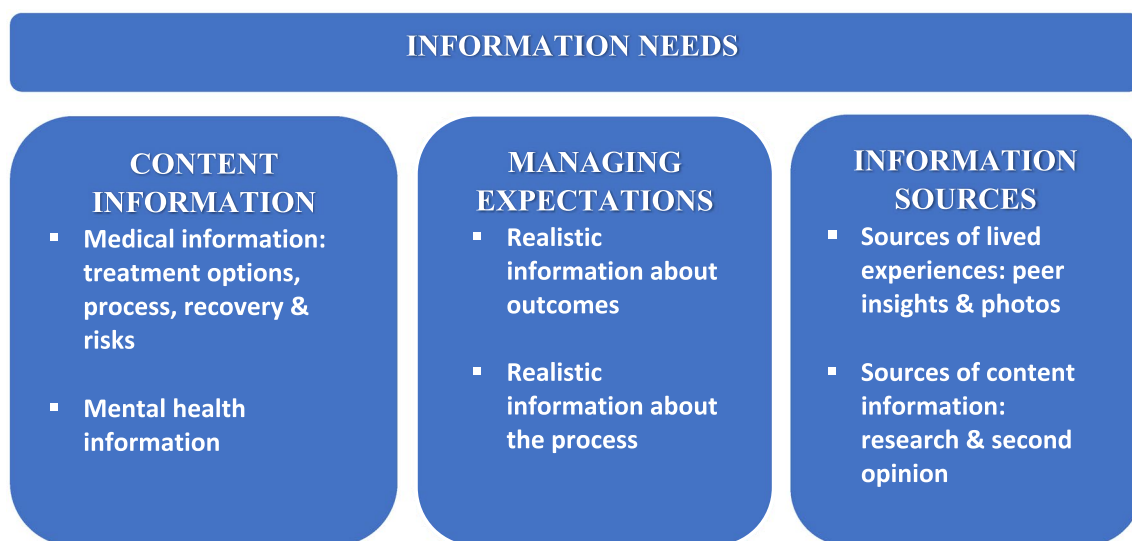 INFORMATION NEEDS
CONTENT
INFORMATION
▪ Medical information:
treatment options,
process, recovery &
risks
▪ Mental health
information
MANAGING
EXPECTATIONS
▪ Realistic
information about
outcomes
▪ Realistic
information about
the process
INFORMATION
SOURCES
▪ Sources of lived
experiences: peer
insights & photos
▪ Sources of content
information:
research & second
opinion